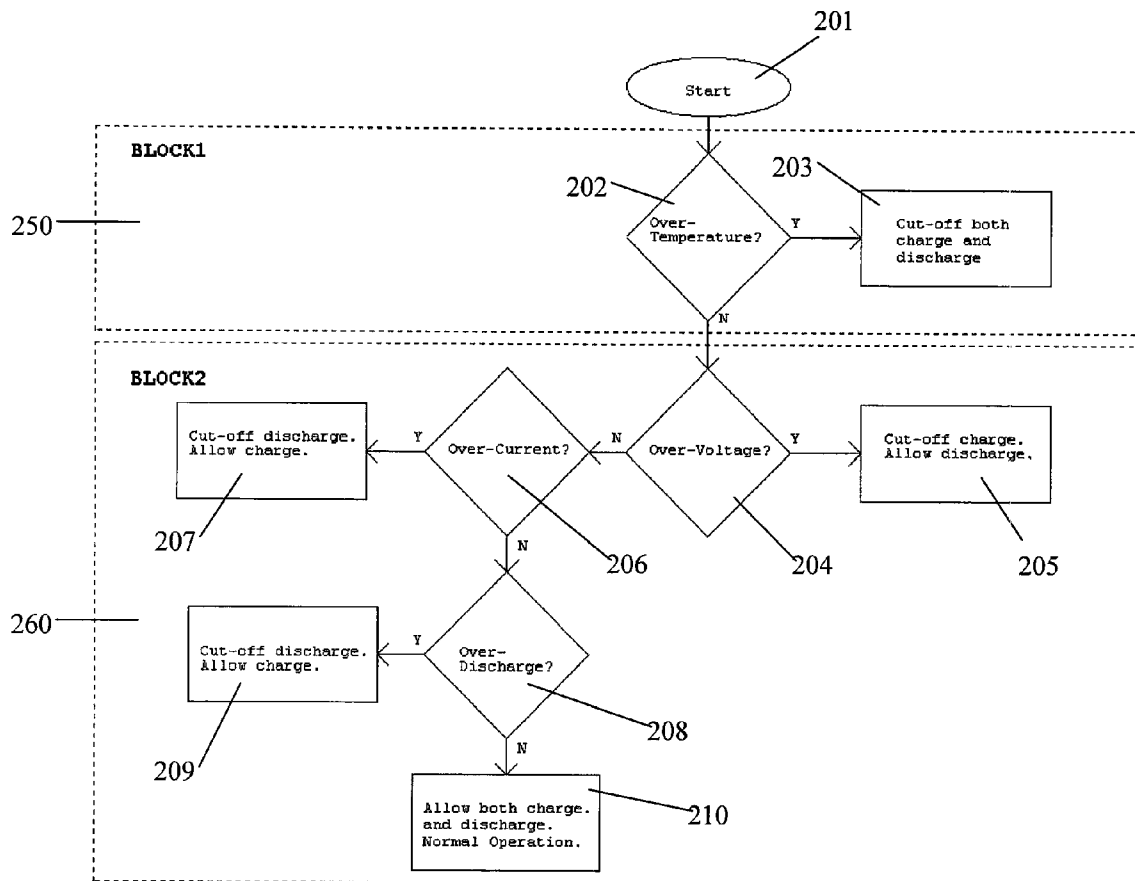 201
Start
BLOCK1
203
202
250
Over-
Temperature?
Y
Cut-off both
charge and
discharge
N
BLOCK2
Cut-off discharge.
Allow charge.
Y
Over-Current?
N
Over-Voltage?
Y
Cut-off charge.
Allow discharge.
207
N
206
204
205
260
Cut-off discharge.
Allow charge.
Y
Over-
Discharge?
208
209
N
Allow both charge.
and discharge.
Normal Operation.
210